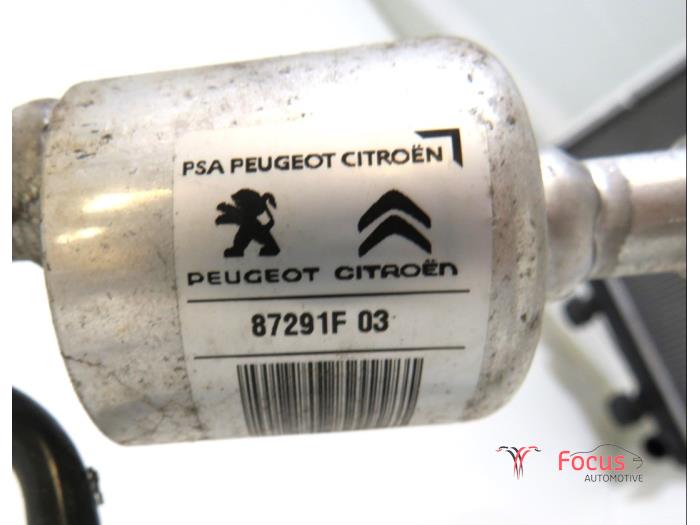 PSA PEUGEOT CITROËN
PEUGEOT CITROËN
87291F 03
Focus
AUTOMOTIVE